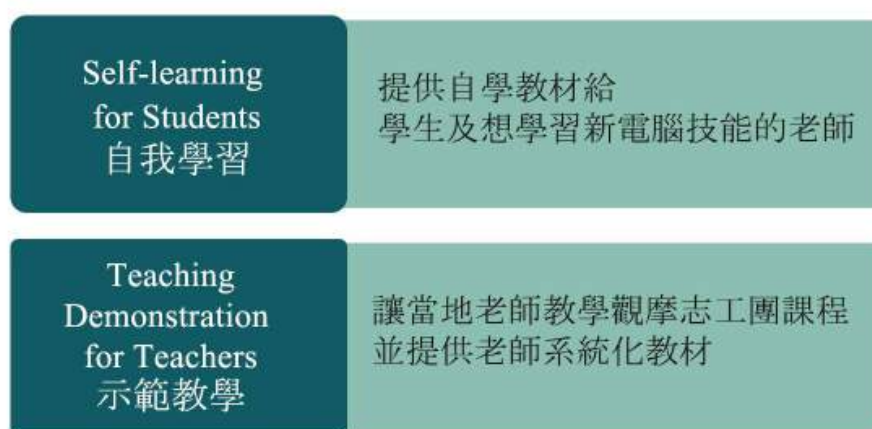 Self-learning
for Students
自我學習
提供自學教材給
學生及想學習新電腦技能的老師
Teaching
Demonstration
for Teachers
示範教學
讓當地老師教學觀摩志工團課程
並提供老師系統化教材